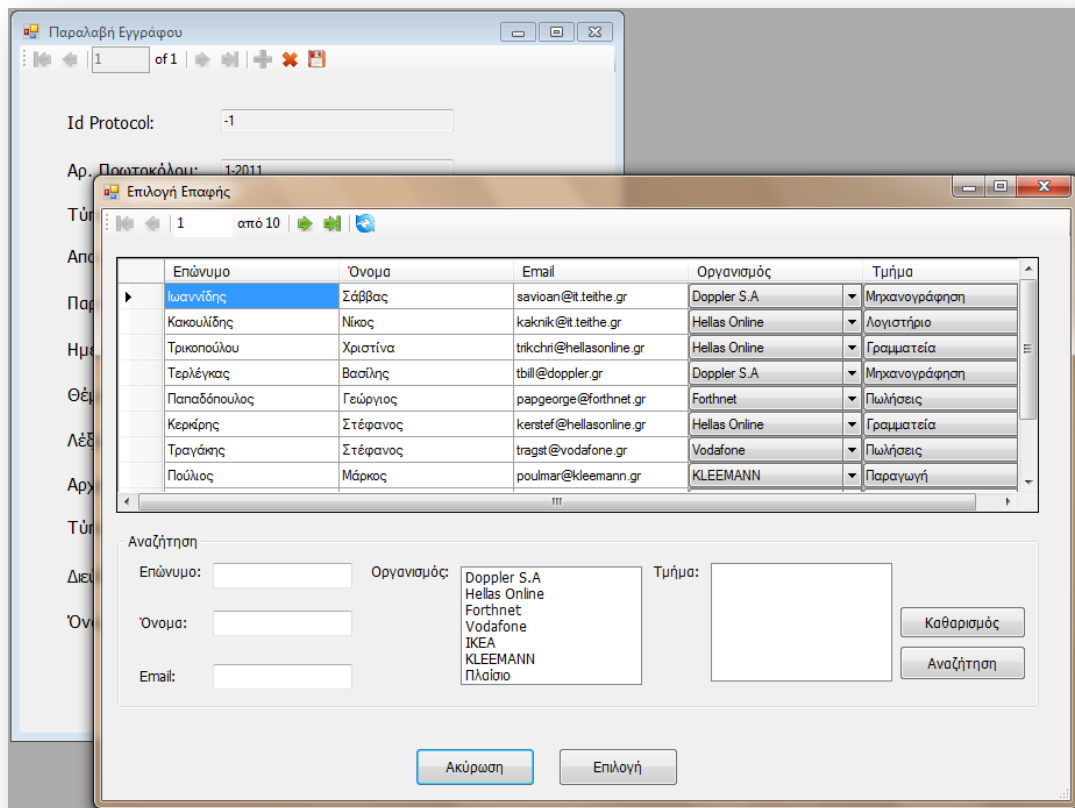 Παραλαβή Εγγράφου
1 of 1
Id Protocol: -1
Αρ. Πρωτοκόλου: 1-2011
Επιλογή Επαφής
1 από 10
Επώνυμο Όνομα Email Οργανισμός Τμήμα
Ιωαννίδης Σάββας savioan@it.teithe.gr Doppler S.A Μηχανογράφηση
Κακουλίδης Νίκος kaknik@it.teithe.gr Hellas Online Λογιστήριο
Τρικοπούλου Χριστίνα trikchri@hellasonline.gr Hellas Online Γραμματεία
Τερλέγκας Βασίλης tbill@doppler.gr Doppler S.A Μηχανογράφηση
Παπαδόπουλος Γεώργιος papgeorge@forthnet.gr Forthnet Πωλήσεις
Κερκίρης Στέφανος kerstef@hellasonline.gr Hellas Online Γραμματεία
Τραγάκης Στέφανος tragst@vodafone.gr Vodafone Πωλήσεις
Πούλιος Μάρκος poulmar@kleemann.gr KLEEMANN Παραγωγή
Αναζήτηση
Επώνυμο:
Όνομα:
Email:
Οργανισμός:
Doppler S.A
Hellas Online
Forthnet
Vodafone
IKEA
KLEEMANN
Πλαίσιο
Τμήμα:
Καθαρισμός
Αναζήτηση
Ακύρωση Επιλογή